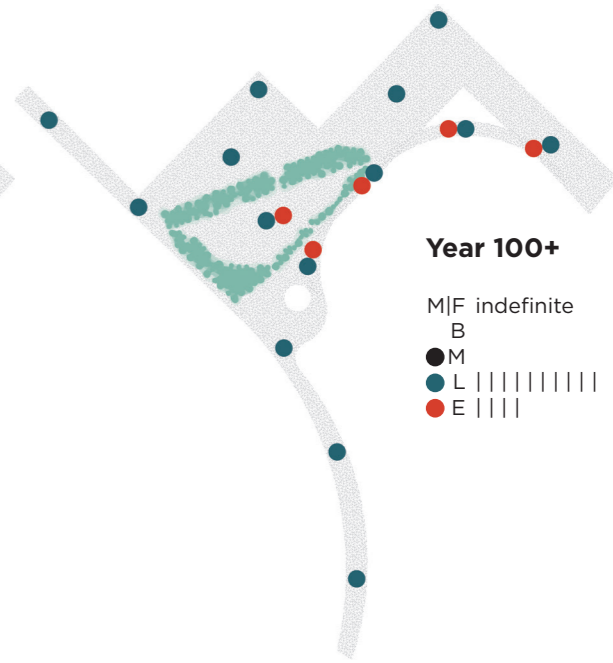 Year 100+
M|F indefinite
B
M
L | | | | | | | | | |
E | | | |